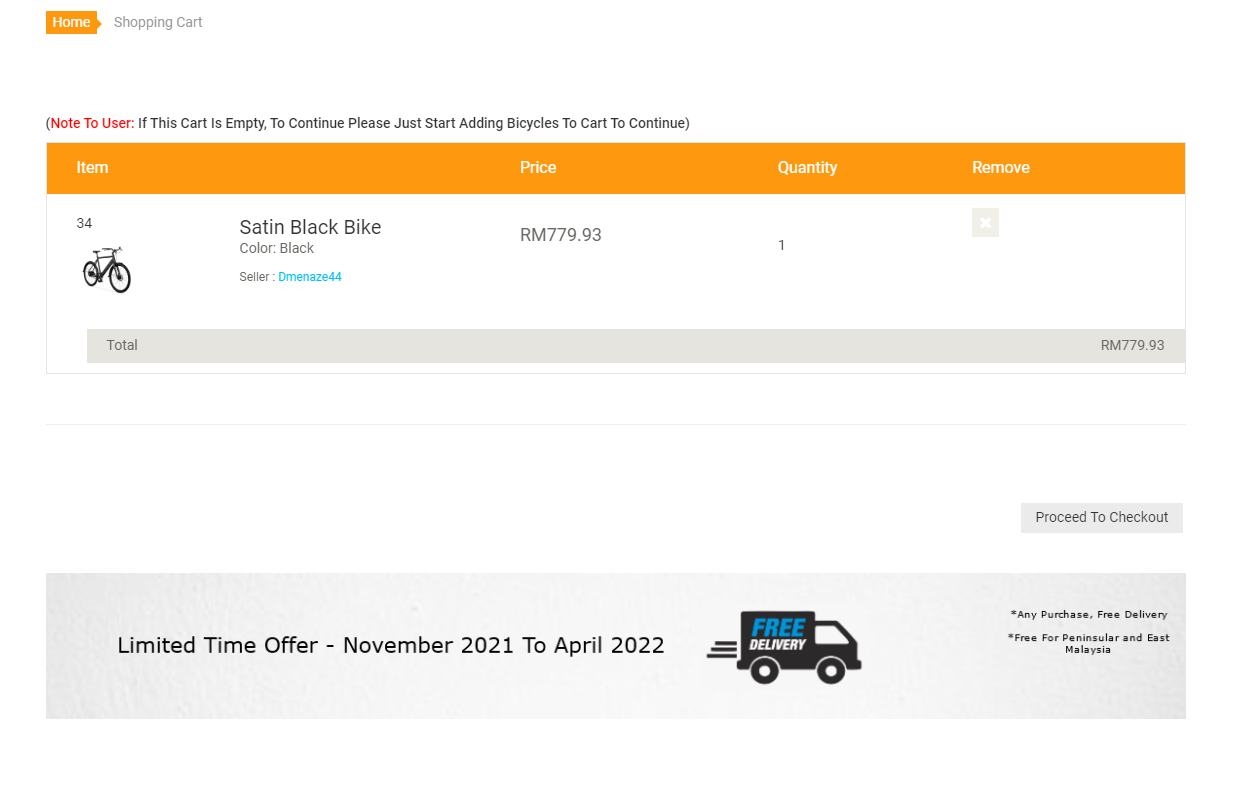 Home Shopping Cart
(Note To User: If This Cart Is Empty, To Continue Please Just Start Adding Bicycles To Cart To Continue)
Item Price Quantity Remove
34
Satin Black Bike
Color: Black
Seller : Dmenaze44
RM779.93
1
Total RM779.93
Proceed To Checkout
Limited Time Offer - November 2021 To April 2022
FREE
DELIVERY
*Any Purchase, Free Delivery
*Free For Peninsular and East
Malaysia